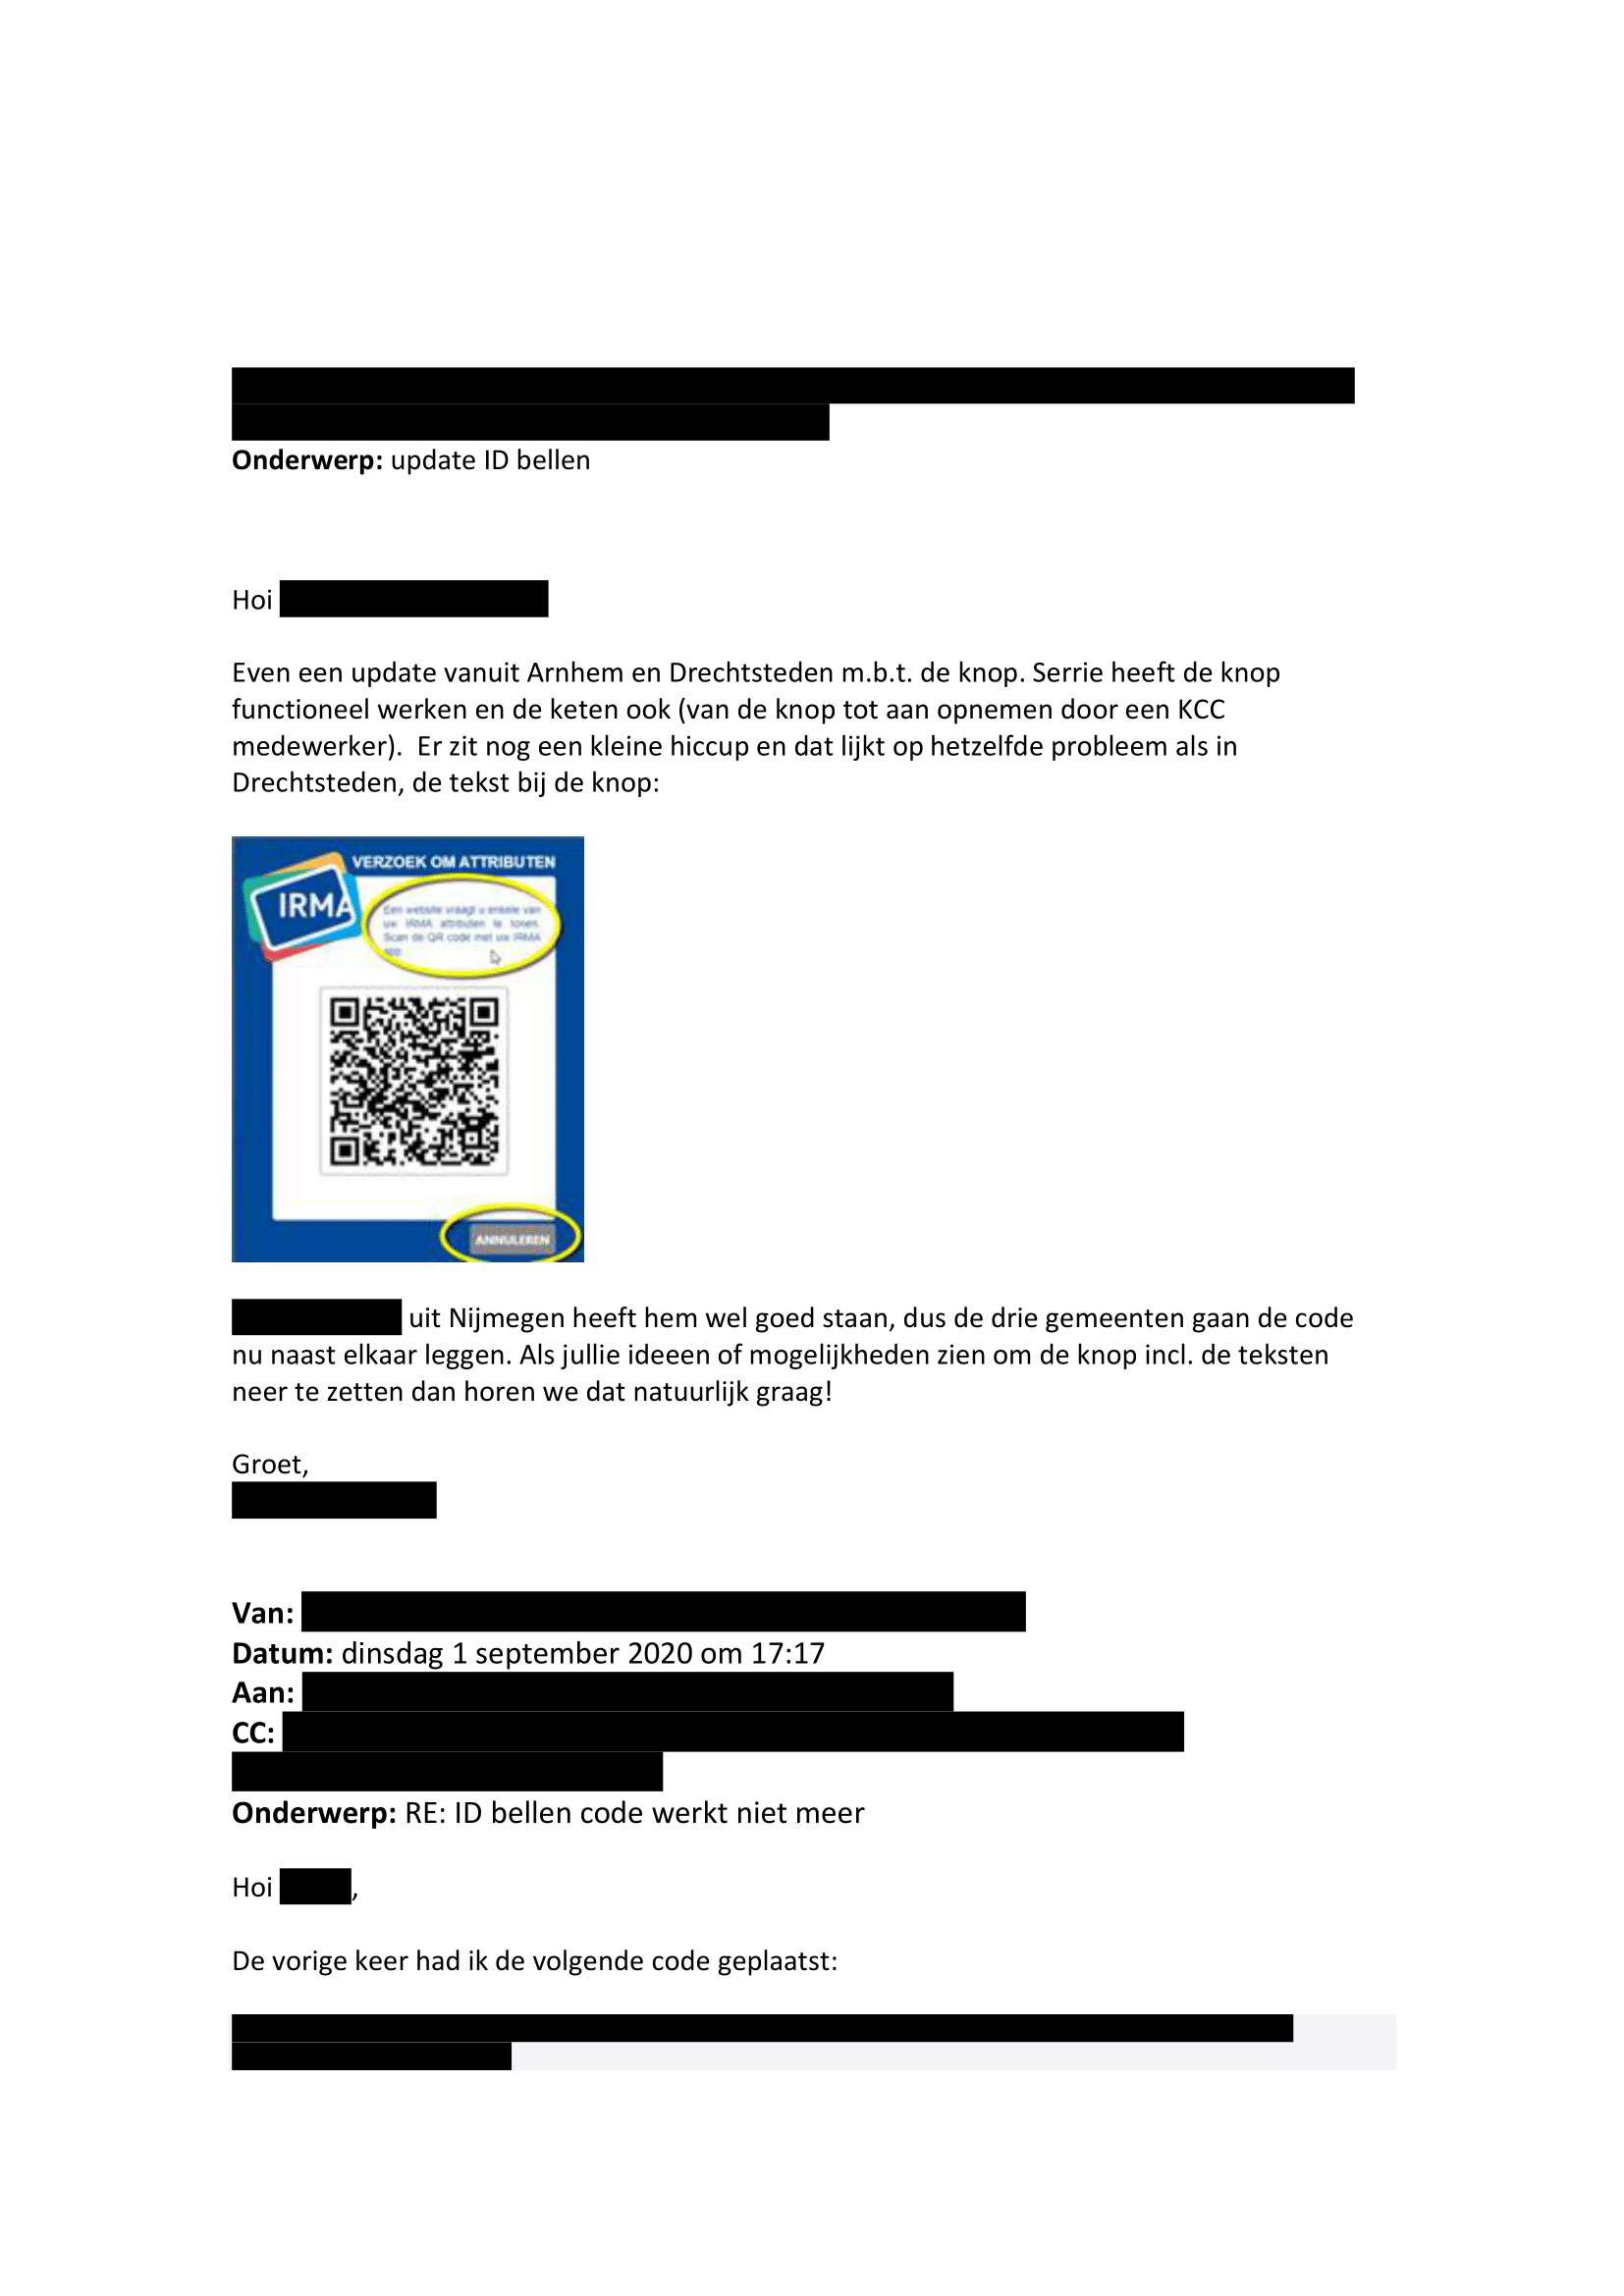 Onderwerp: update ID bellen
Hoi
Even een update vanuit Arnhem en Drechtsteden m.b.t. de knop. Serrie heeft de knop
functioneel werken en de keten ook (van de knop tot aan opnemen door een KCC
medewerker).  Er zit nog een kleine hiccup en dat lijkt op hetzelfde probleem als in
Drechtsteden, de tekst bij de knop:
VERZOEK OM ATTRIBUTEN
IRMA
Een website vraagt u enkele van
uw IRMA attributen te tonen.
Scan de QR code met uw IRMA
app.
ANNULEREN
uit Nijmegen heeft hem wel goed staan, dus de drie gemeenten gaan de code
nu naast elkaar leggen. Als jullie ideeen of mogelijkheden zien om de knop incl. de teksten
neer te zetten dan horen we dat natuurlijk graag!
Groet,
Van:
Datum: dinsdag 1 september 2020 om 17:17
Aan:
CC:
Onderwerp: RE: ID bellen code werkt niet meer
Hoi ,
De vorige keer had ik de volgende code geplaatst: